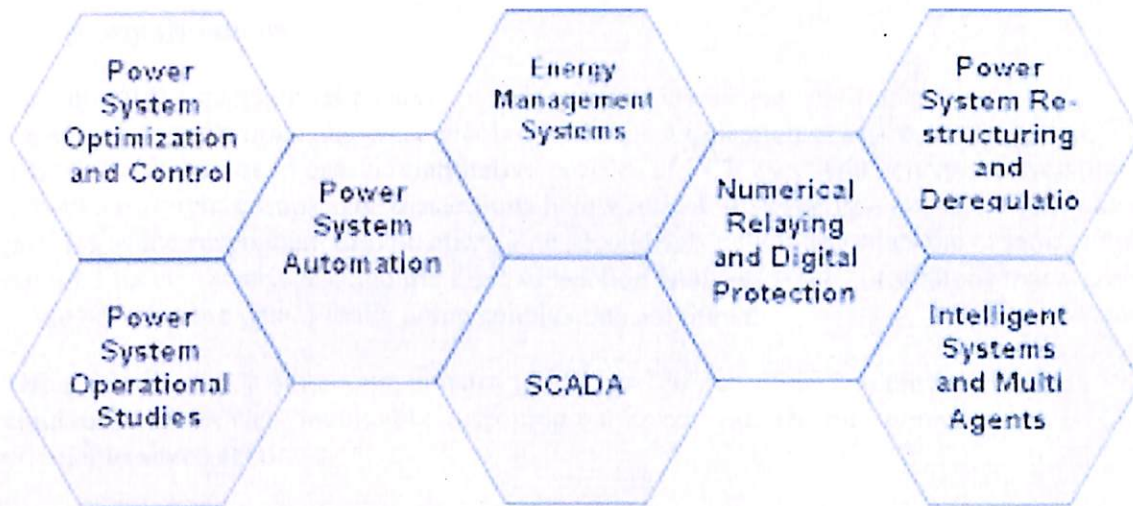 Power
System
Optimization
and Control
Power
System
Operational
Studies
Power
System
Automation
Energy
Management
Systems
SCADA
Numerical
Relaying
and Digital
Protection
Power
System Re-
structuring
and
Deregulatio
Intelligent
Systems
and Multi
Agents